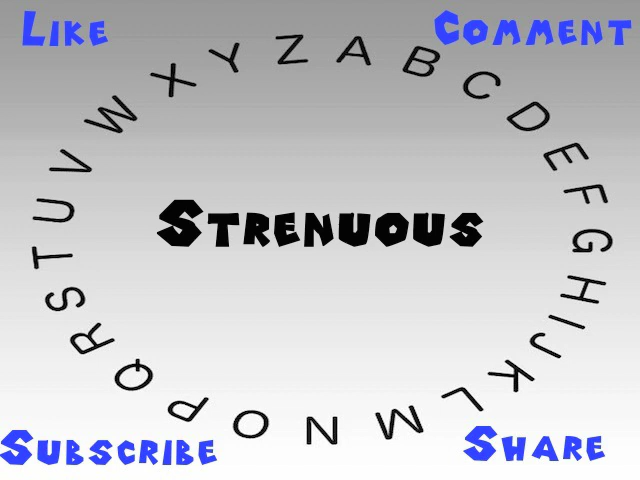 Like
Comment
A B C D E F G H I J K L M N O P Q R S T U V W X Y Z
Strenuous
Subscribe
Share